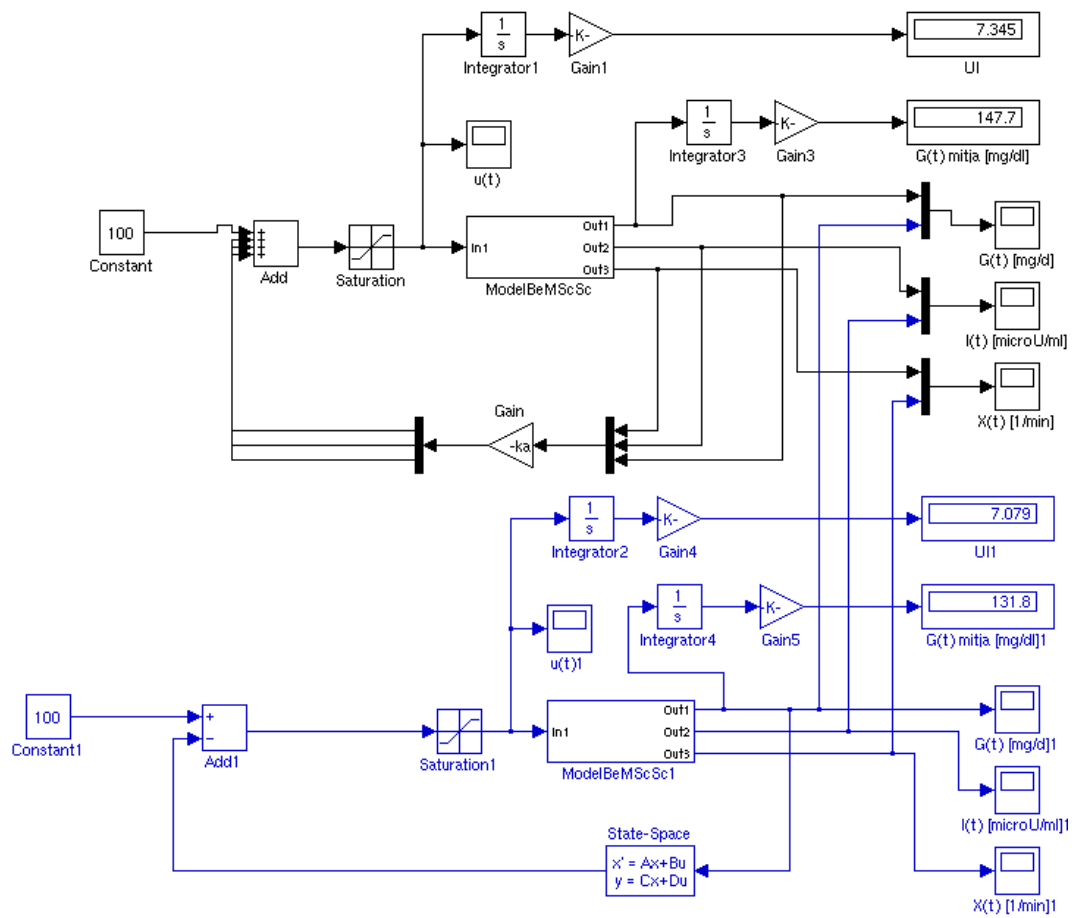 7.345
UI
1
s
Integrator1
-K-
Gain1
147.7
G(t) mitja [mg/dl]
1
s
Integrator3
-K-
Gain3
u(t)
100
Constant
+
+
+
+
Add
Saturation
In1
Out1
Out2
Out3
ModelBeMScSc
G(t) [mg/d]
I(t) [microU/ml]
X(t) [1/min]
Gain
-ka
7.079
UI1
1
s
Integrator2
-K-
Gain4
131.8
G(t) mitja [mg/dl]1
1
s
Integrator4
-K-
Gain5
u(t)1
100
Constant1
+
−
Add1
Saturation1
In1
Out1
Out2
Out3
ModelBeMScSc1
G(t) [mg/d]1
I(t) [microU/ml]1
State-Space
x' = Ax+Bu
y = Cx+Du
X(t) [1/min]1